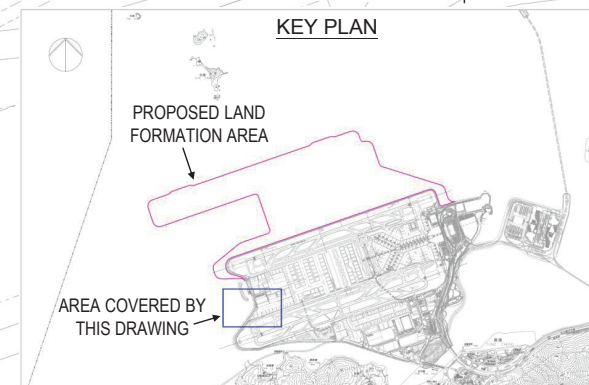 KEY PLAN
PROPOSED LAND
FORMATION AREA
AREA COVERED BY
THIS DRAWING